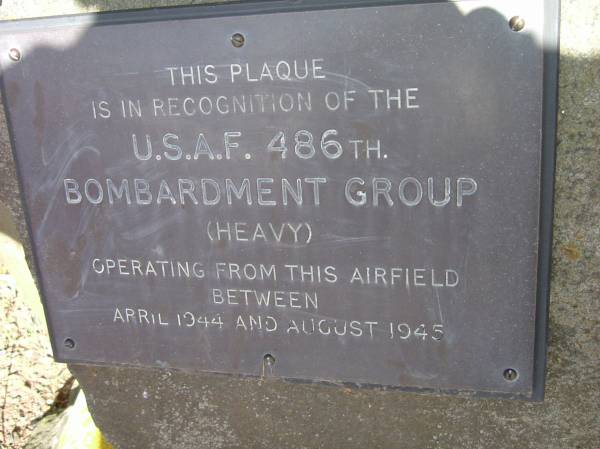 THIS PLAQUE
IS IN RECOGNITION OF THE
U.S.A.F. 486TH.
BOMBARDMENT GROUP
(HEAVY)
OPERATING FROM THIS AIRFIELD
BETWEEN
APRIL 1944 AND AUGUST 1945